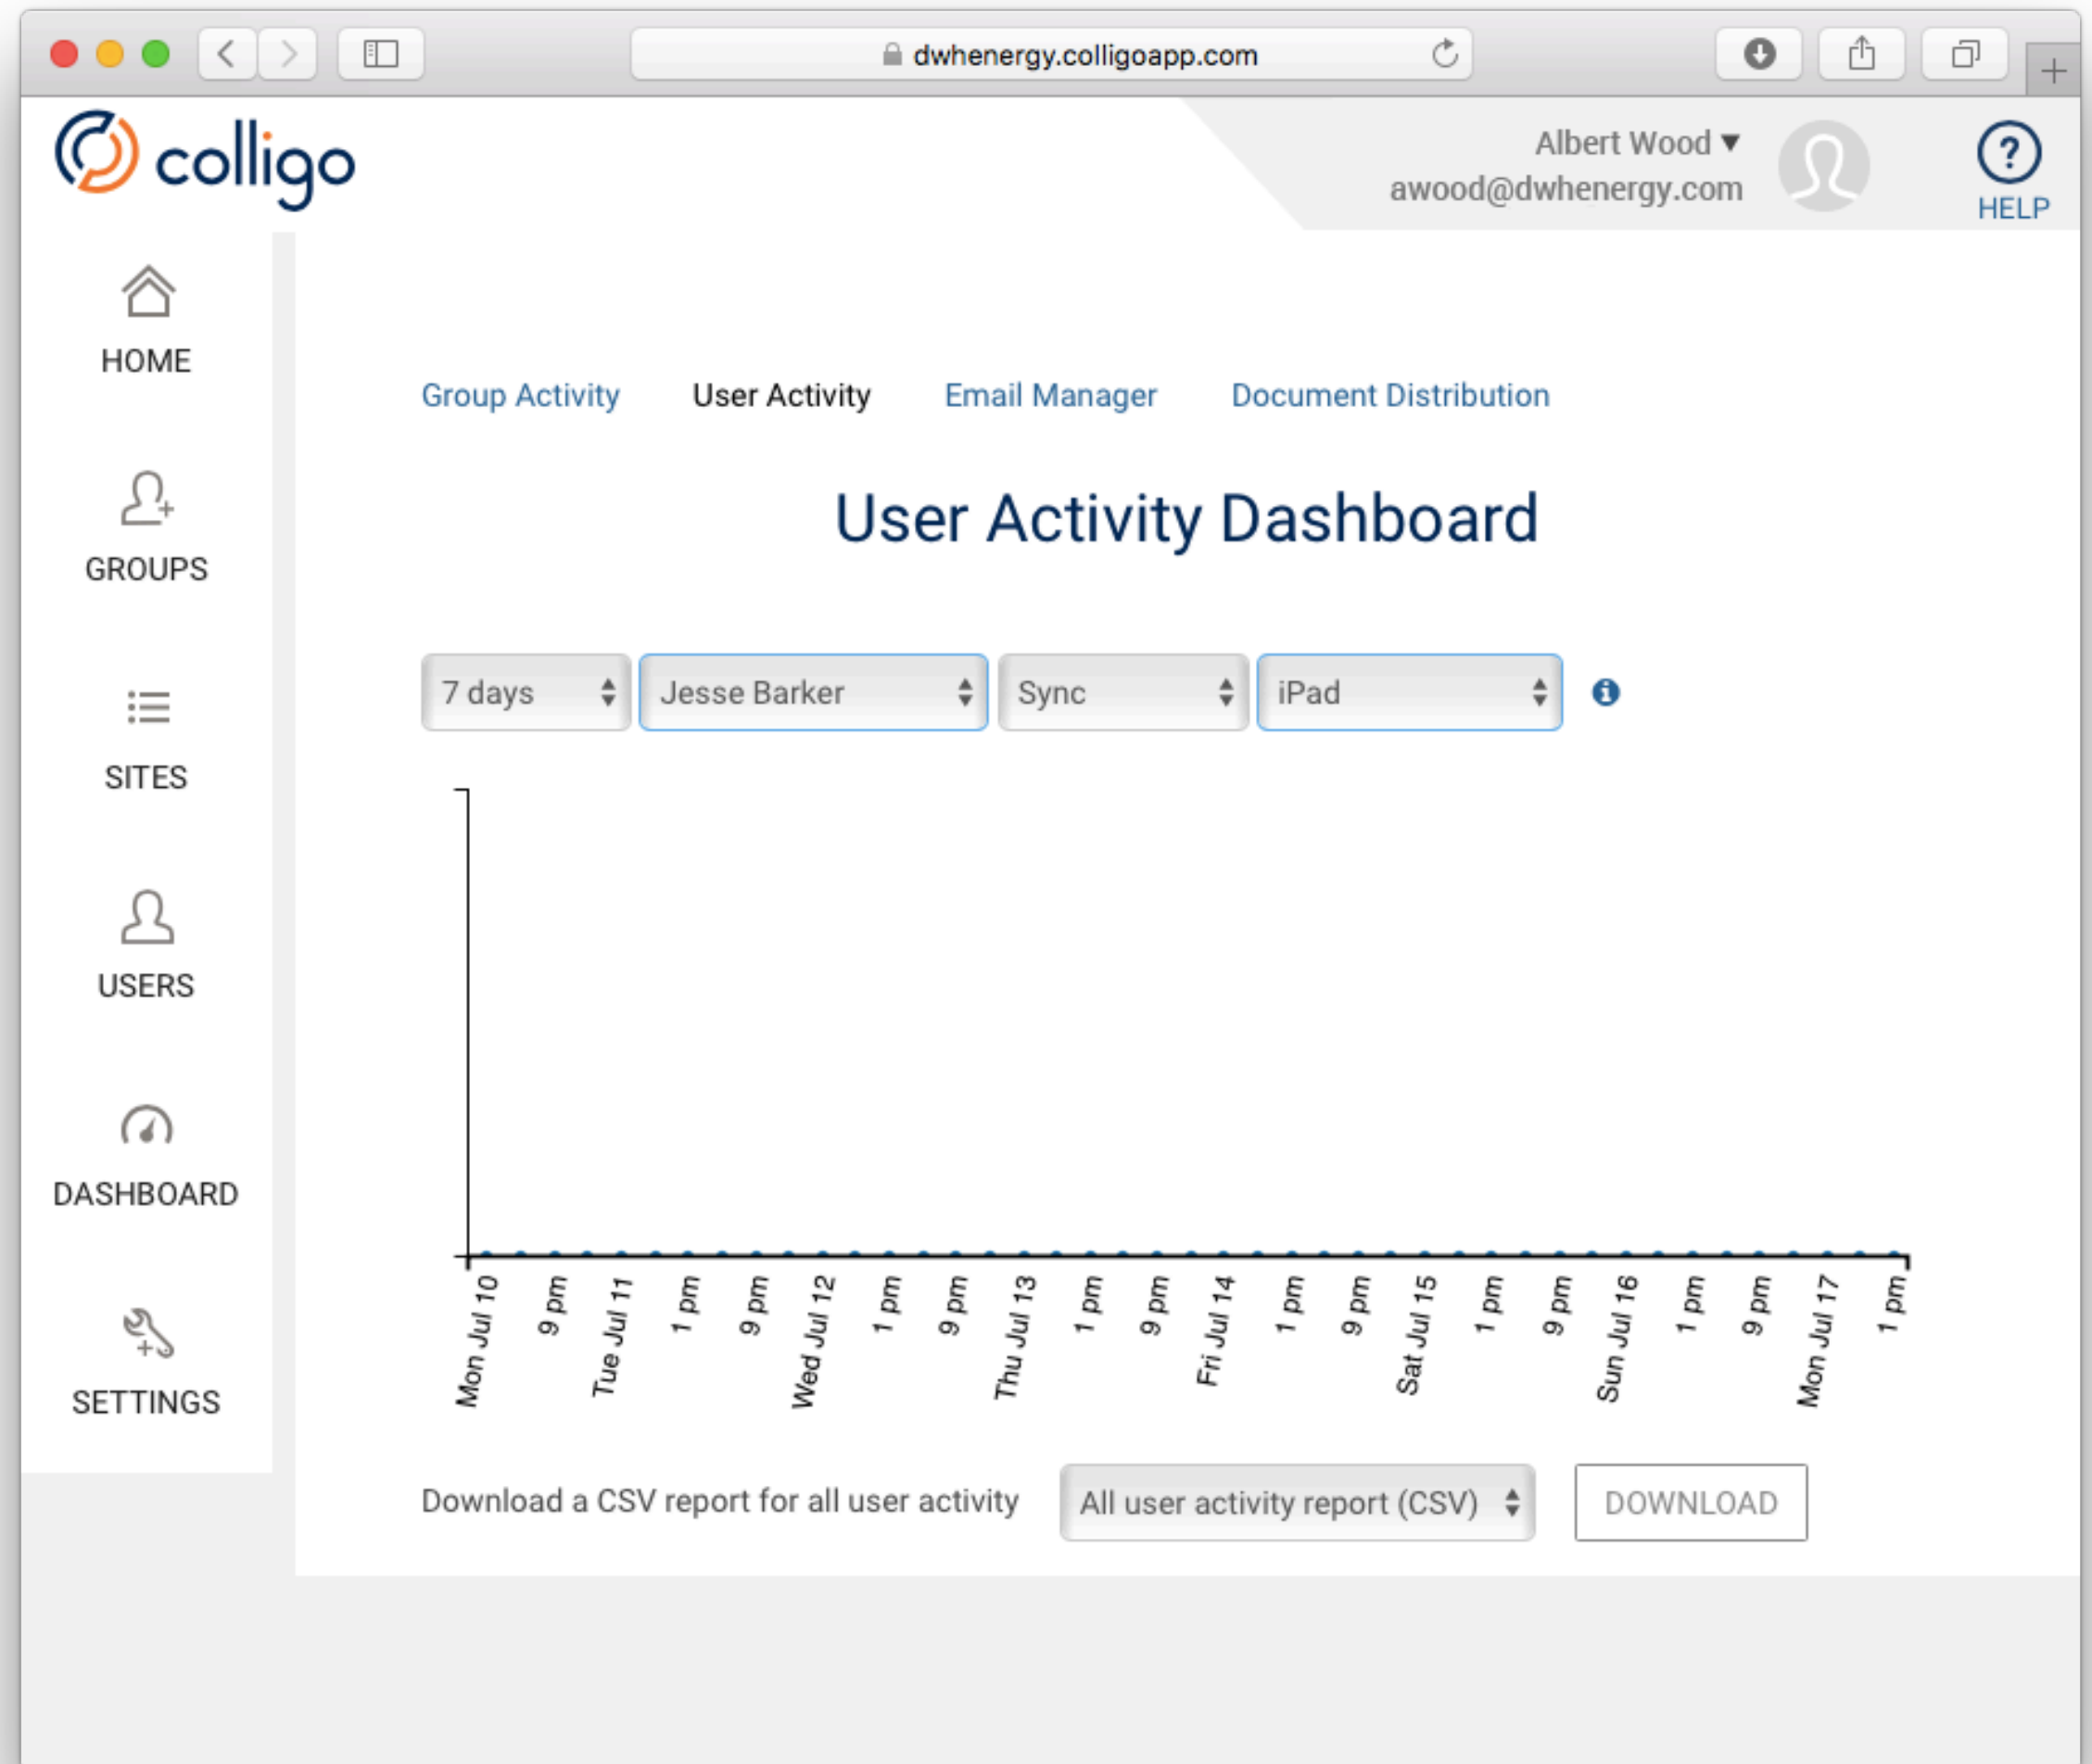 dwhenergy.colligoapp.com
colligo
Albert Wood ▼
awood@dwhenergy.com
?
HELP
HOME
GROUPS
SITES
USERS
DASHBOARD
SETTINGS
Group Activity User Activity Email Manager Document Distribution
User Activity Dashboard
7 days Jesse Barker Sync iPad i
Mon Jul 10 9 pm Tue Jul 11 1 pm 9 pm Wed Jul 12 1 pm 9 pm Thu Jul 13 1 pm 9 pm Fri Jul 14 1 pm 9 pm Sat Jul 15 1 pm 9 pm Sun Jul 16 1 pm 9 pm Mon Jul 17 1 pm
Download a CSV report for all user activity All user activity report (CSV) DOWNLOAD